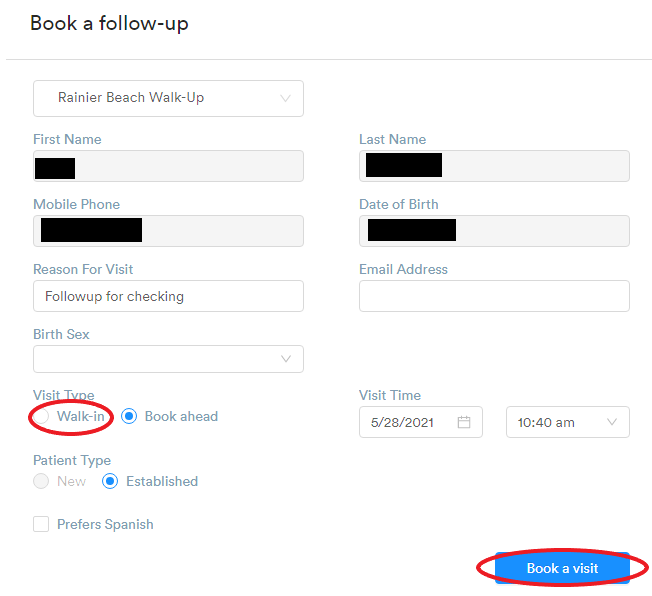 Book a follow-up
Rainier Beach Walk-Up
First Name Last Name
Mobile Phone Date of Birth
Reason For Visit Email Address
Followup for checking
Birth Sex
Visit Type Visit Time
Walk-in Book ahead 5/28/2021 10:40 am
Patient Type
New Established
Prefers Spanish
Book a visit